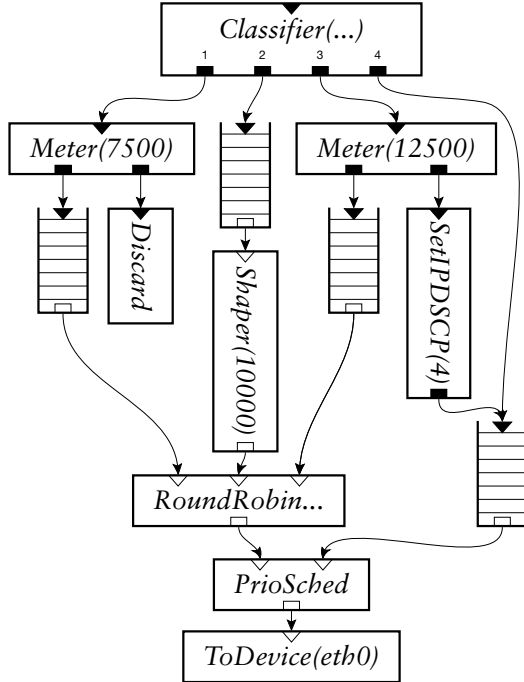 Classifier(...)
1 2 3 4
Meter(7500)
Meter(12500)
Discard
Shaper(10000)
SetIPDSCP(4)
RoundRobin...
PrioSched
ToDevice(eth0)